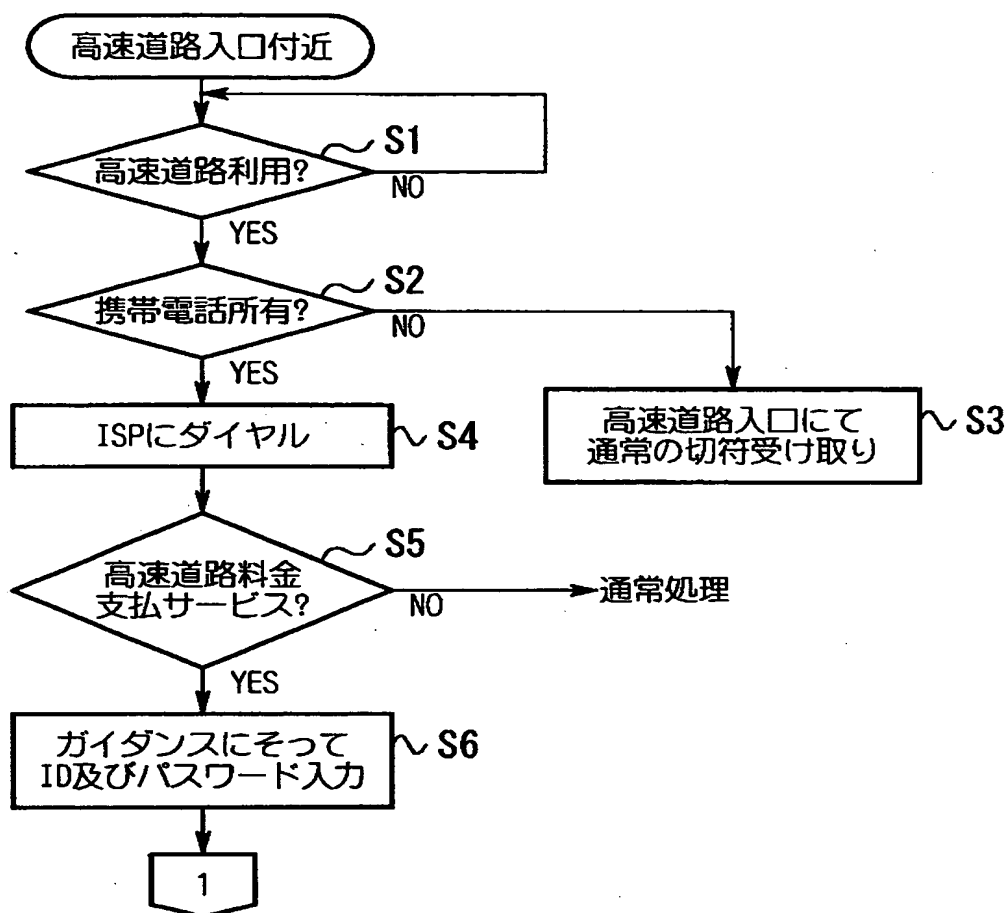 高速道路入口付近
S1
高速道路利用?
NO
YES
S2
携帯電話所有?
NO
YES
ISPにダイヤル
S4
高速道路入口にて
通常の切符受け取り
S3
S5
高速道路料金
支払サービス?
NO
通常処理
YES
ガイダンスにそって
ID及びパスワード入力
S6
1